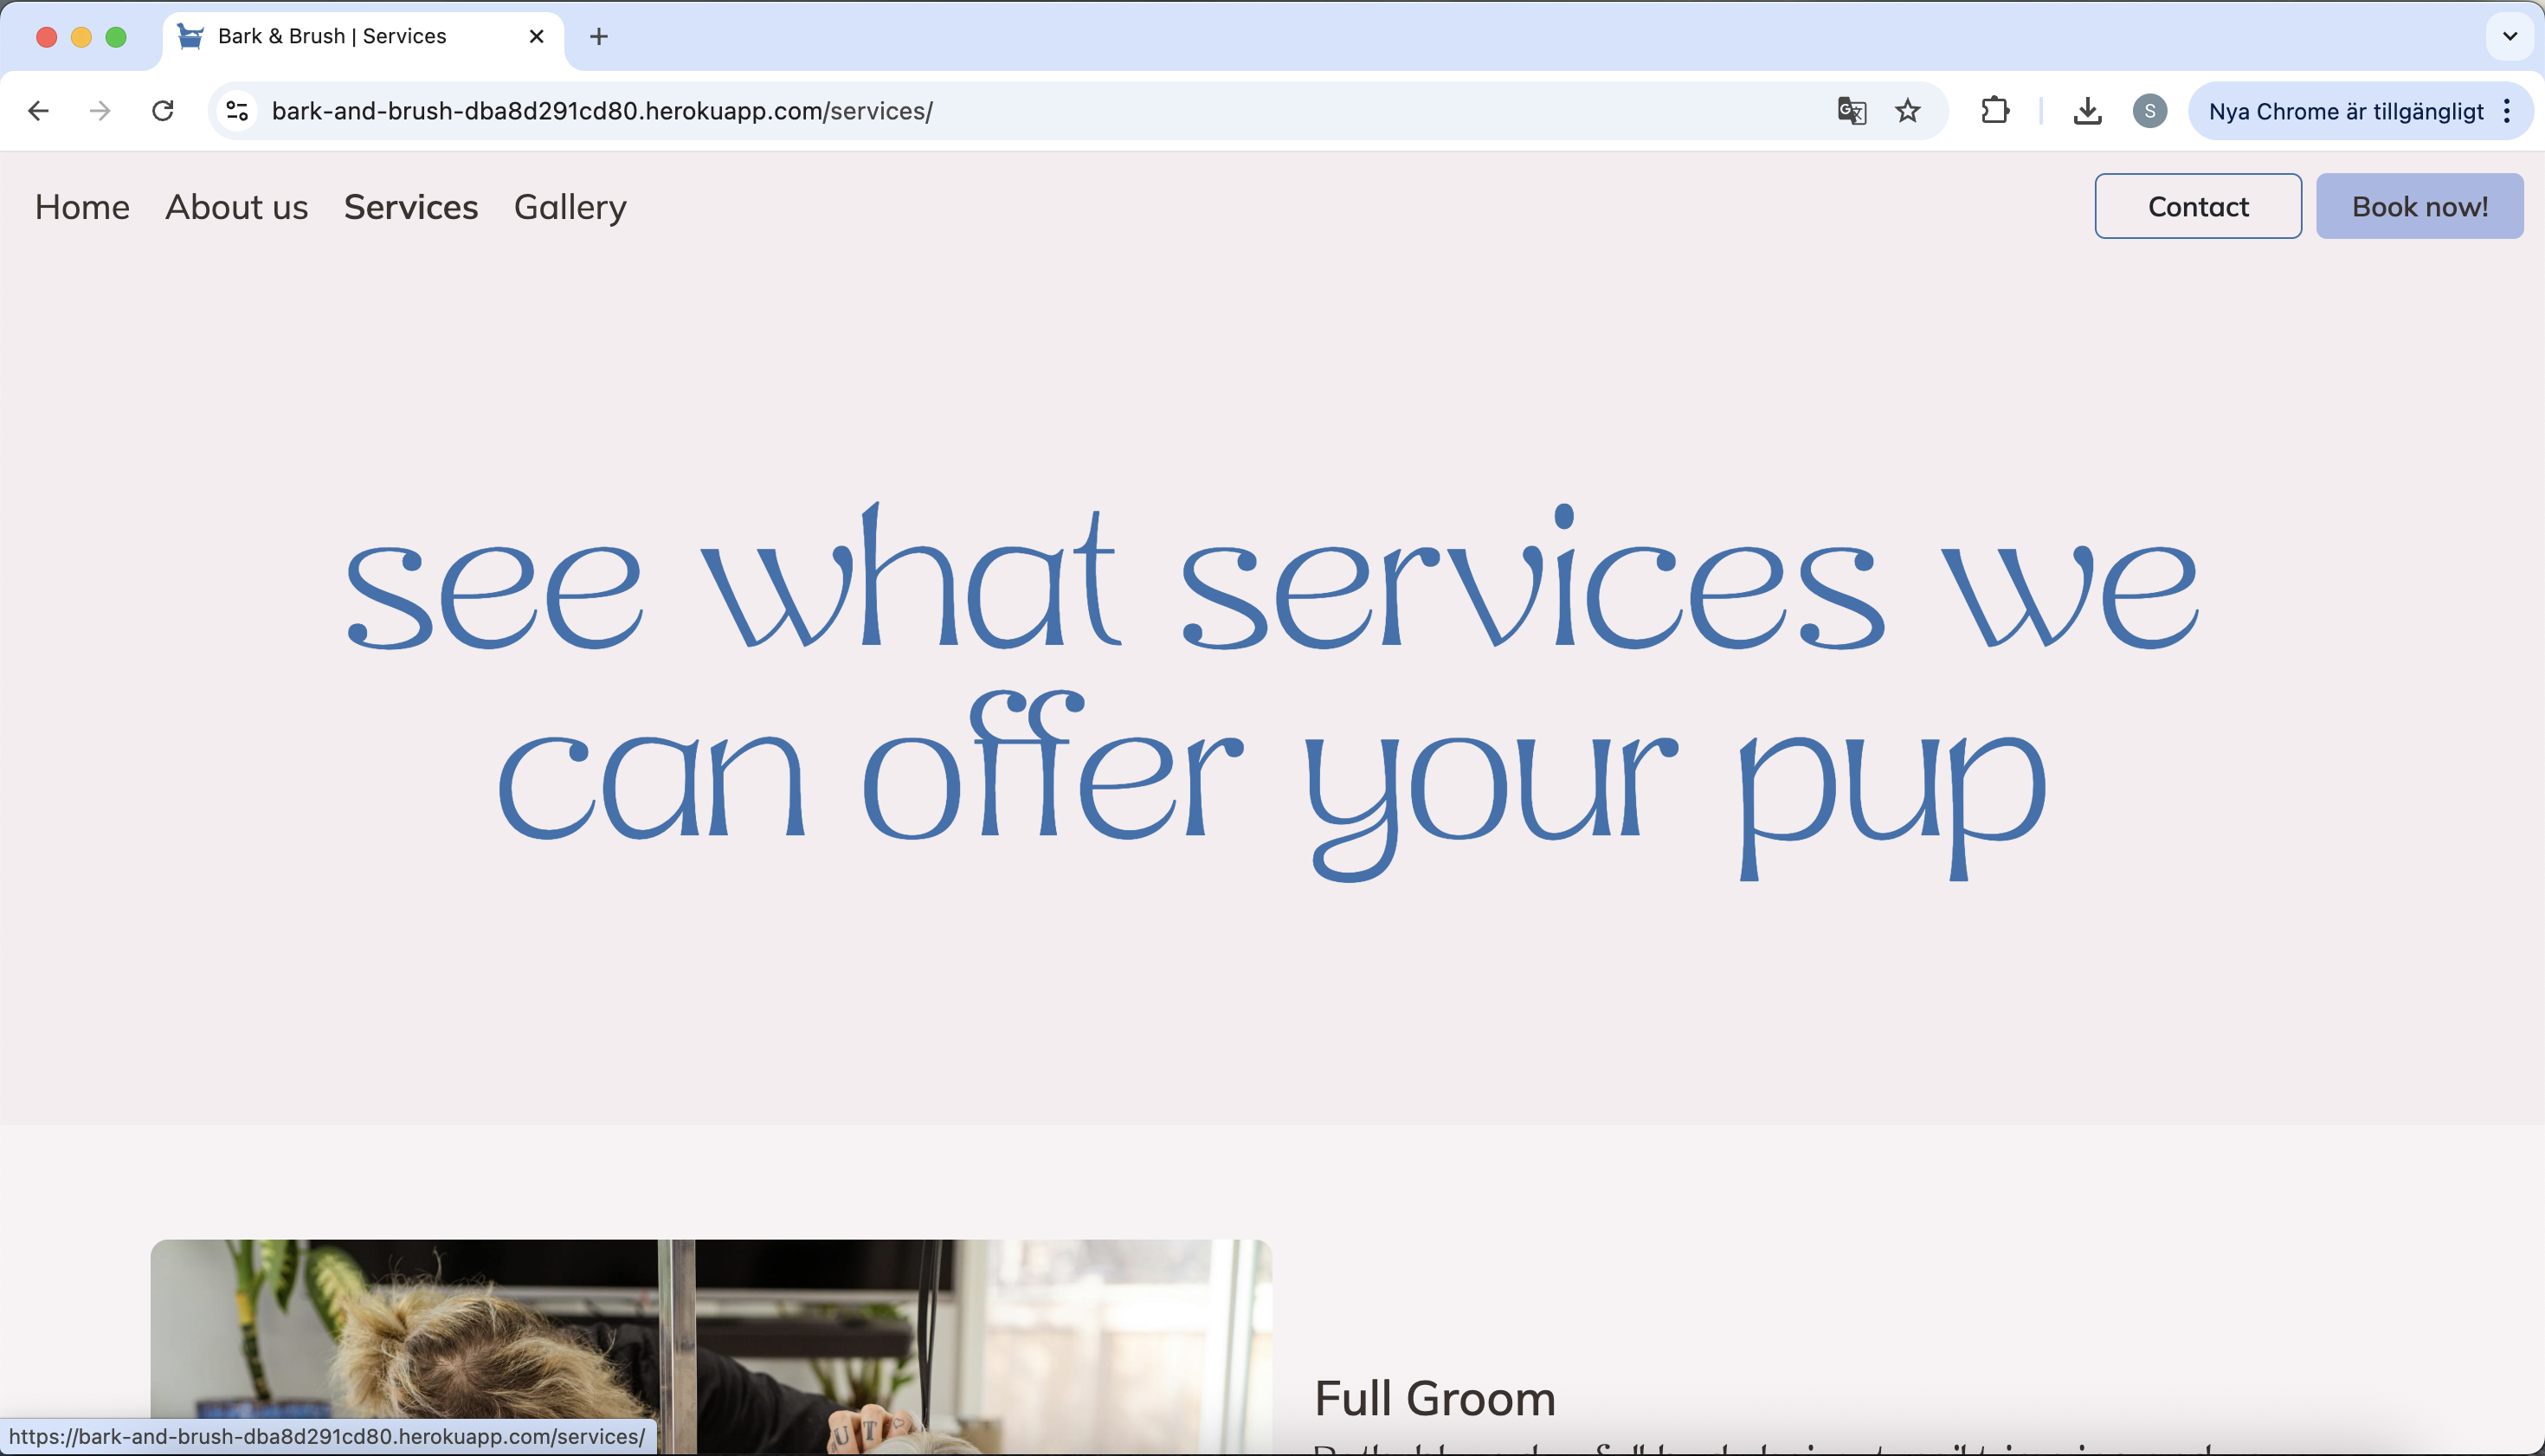 Bark & Brush | Services
bark-and-brush-dba8d291cd80.herokuapp.com/services/
S
Nya Chrome är tillgängligt
Home About us Services Gallery
Contact
Book now!
see what services we
can offer your pup
Full Groom
U T
https://bark-and-brush-dba8d291cd80.herokuapp.com/services/